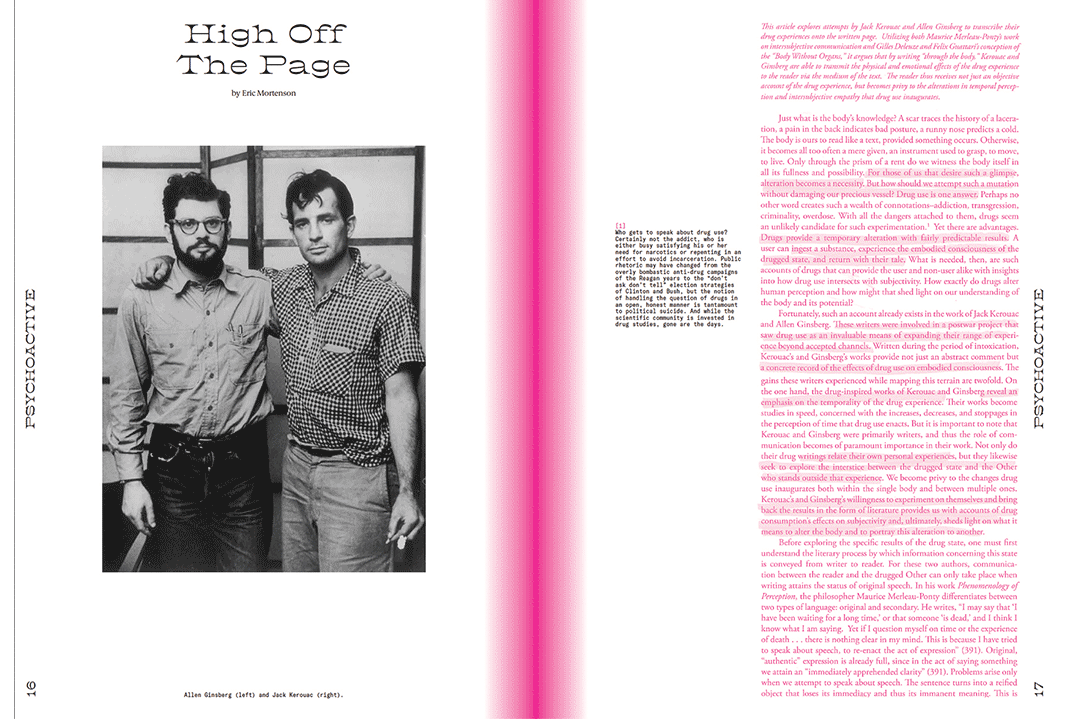 High Off
The Page
by Eric Mortenson
PSYCHOACTIVE
16
Allen Ginsberg (left) and Jack Kerouac (right).
[1]
Who gets to speak about drug use?
Certainly not the addict, who is
either busy satisfying his or her
need for narcotics or repenting in an
effort to avoid incarceration. Public
rhetoric may have changed from the
overly bombastic anti-drug campaigns
of the Reagan years to the "don't
ask don't tell" election strategies
of Clinton and Bush, but the notion
of handling the question of drugs in
an open, honest manner is tantamount
to political suicide. And while the
scientific community is invested in
drug studies, gone are the days.
This article explores attempts by Jack Kerouac and Allen Ginsberg to transcribe their
drug experiences onto the written page. Utilizing both Maurice Merleau-Ponty's work
on intersubjective communication and Gilles Deleuze and Felix Guattari's conception of
the "Body Without Organs," it argues that by writing "through the body," Kerouac and
Ginsberg are able to transmit the physical and emotional effects of the drug experience
to the reader via the medium of the text. The reader thus receives not just an objective
account of the drug experience, but becomes privy to the alterations in temporal percep-
tion and intersubjective empathy that drug use inaugurates.
Just what is the body's knowledge? A scar traces the history of a lacera-
tion, a pain in the back indicates bad posture, a runny nose predicts a cold.
The body is ours to read like a text, provided something occurs. Otherwise,
it becomes all too often a mere given, an instrument used to grasp, to move,
to live. Only through the prism of a rent do we witness the body itself in
all its fullness and possibility. For those of us that desire such a glimpse,
alteration becomes a necessity. But how should we attempt such a mutation
without damaging our precious vessel? Drug use is one answer. Perhaps no
other word creates such a wealth of connotations–addiction, transgression,
criminality, overdose. With all the dangers attached to them, drugs seem
an unlikely candidate for such experimentation.¹ Yet there are advantages.
Drugs provide a temporary alteration with fairly predictable results. A
user can ingest a substance, experience the embodied consciousness of the
drugged state, and return with their tale. What is needed, then, are such
accounts of drugs that can provide the user and non-user alike with insights
into how drug use intersects with subjectivity. How exactly do drugs alter
human perception and how might that shed light on our understanding of
the body and its potential?
Fortunately, such an account already exists in the work of Jack Kerouac
and Allen Ginsberg. These writers were involved in a postwar project that
saw drug use as an invaluable means of expanding their range of experi-
ence beyond accepted channels. Written during the period of intoxication,
Kerouac's and Ginsberg's works provide not just an abstract comment but
a concrete record of the effects of drug use on embodied consciousness. The
gains these writers experienced while mapping this terrain are twofold. On
the one hand, the drug-inspired works of Kerouac and Ginsberg reveal an
emphasis on the temporality of the drug experience. Their works become
studies in speed, concerned with the increases, decreases, and stoppages in
the perception of time that drug use enacts. But it is important to note that
Kerouac and Ginsberg were primarily writers, and thus the role of com-
munication becomes of paramount importance in their work. Not only do
their drug writings relate their own personal experiences, but they likewise
seek to explore the interstice between the drugged state and the Other
who stands outside that experience. We become privy to the changes drug
use inaugurates both within the single body and between multiple ones.
Kerouac's and Ginsberg's willingness to experiment on themselves and bring
back the results in the form of literature provides us with accounts of drug
consumption's effects on subjectivity and, ultimately, sheds light on what it
means to alter the body and to portray this alteration to another.
Before exploring the specific results of the drug state, one must first
understand the literary process by which information concerning this state
is conveyed from writer to reader. For these two authors, communica-
tion between the reader and the drugged Other can only take place when
writing attains the status of original speech. In his work Phenomenology of
Perception, the philosopher Maurice Merleau-Ponty differentiates between
two types of language: original and secondary. He writes, "I may say that 'I
have been waiting for a long time,' or that someone 'is dead,' and I think I
know what I am saying. Yet if I question myself on time or the experience
of death . . . there is nothing clear in my mind. This is because I have tried
to speak about speech, to re-enact the act of expression" (391). Original,
"authentic" expression is already full, since in the act of saying something
we attain an "immediately apprehended clarity" (391). Problems arise only
when we attempt to speak about speech. The sentence turns into a reified
object that loses its immediacy and thus its immanent meaning. This is
PSYCHOACTIVE
17